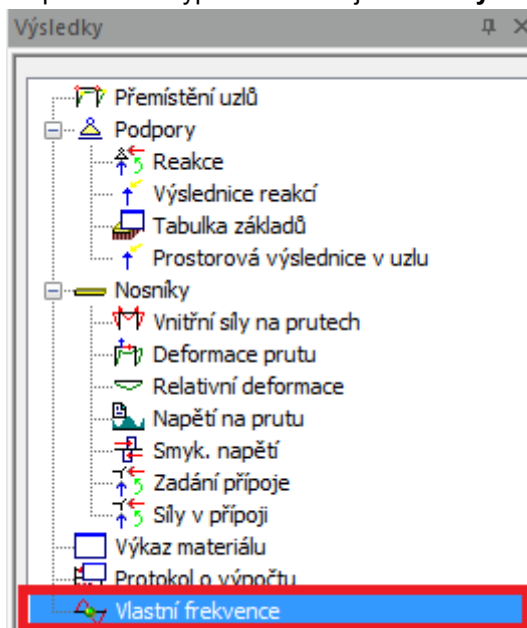 Výsledky
Přemístění uzlů
Podpory
Reakce
Výslednice reakcí
Tabulka základů
Prostorová výslednice v uzlu
Nosníky
Vnitřní síly na prutech
Deformace prutu
Relativní deformace
Napětí na prutu
Smyk. napětí
Zadání přípoje
Síly v přípoji
Výkaz materiálu
Protokol o výpočtu
Vlastní frekvence